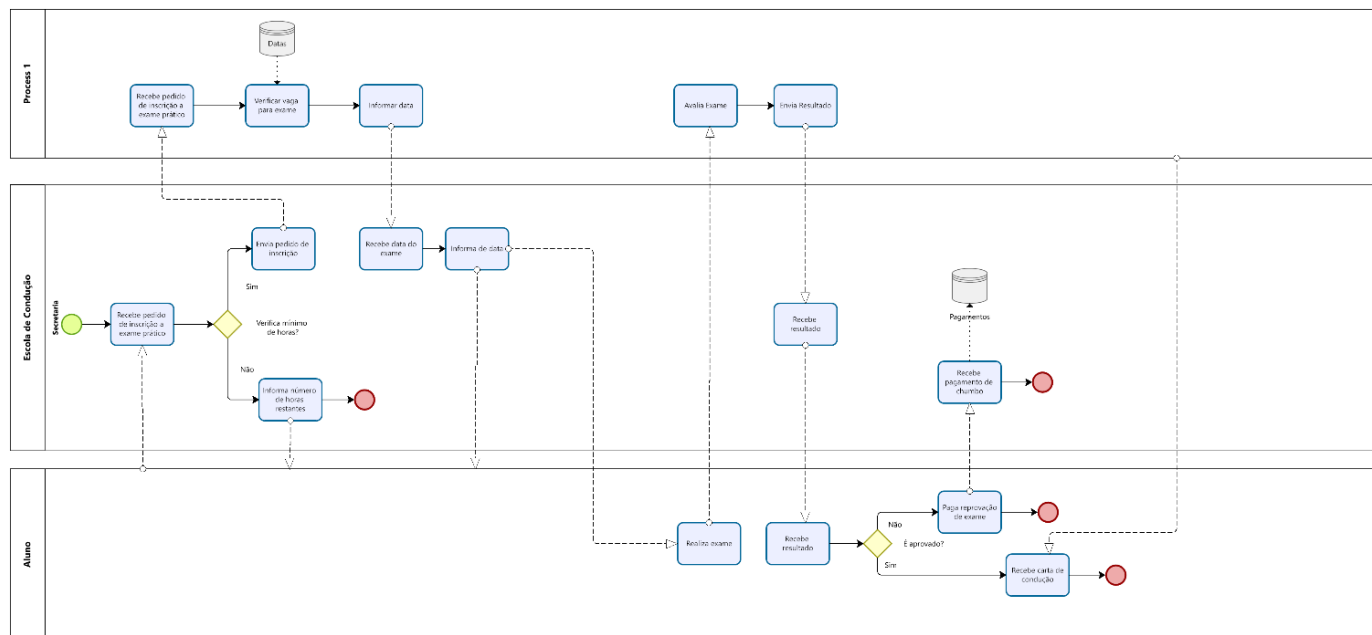 Process 1
Datas
Recebe pedido
de inscrição a
exame prático
Verificar vaga
para exame
Informar data
Avalia Exame
Envia Resultado
Escola de Condução
Secretaria
Envia pedido de
inscrição
Recebe data do
exame
Informa de data
Sim
Recebe pedido
de inscrição a
exame prático
Verifica mínimo
de horas?
Não
Informa número
de horas
restantes
Recebe
resultado
Pagamentos
Recebe
pagamento de
chumbo
Aluno
Realiza exame
Recebe
resultado
Não
É aprovado?
Sim
Paga reprovação
de exame
Recebe carta de
condução